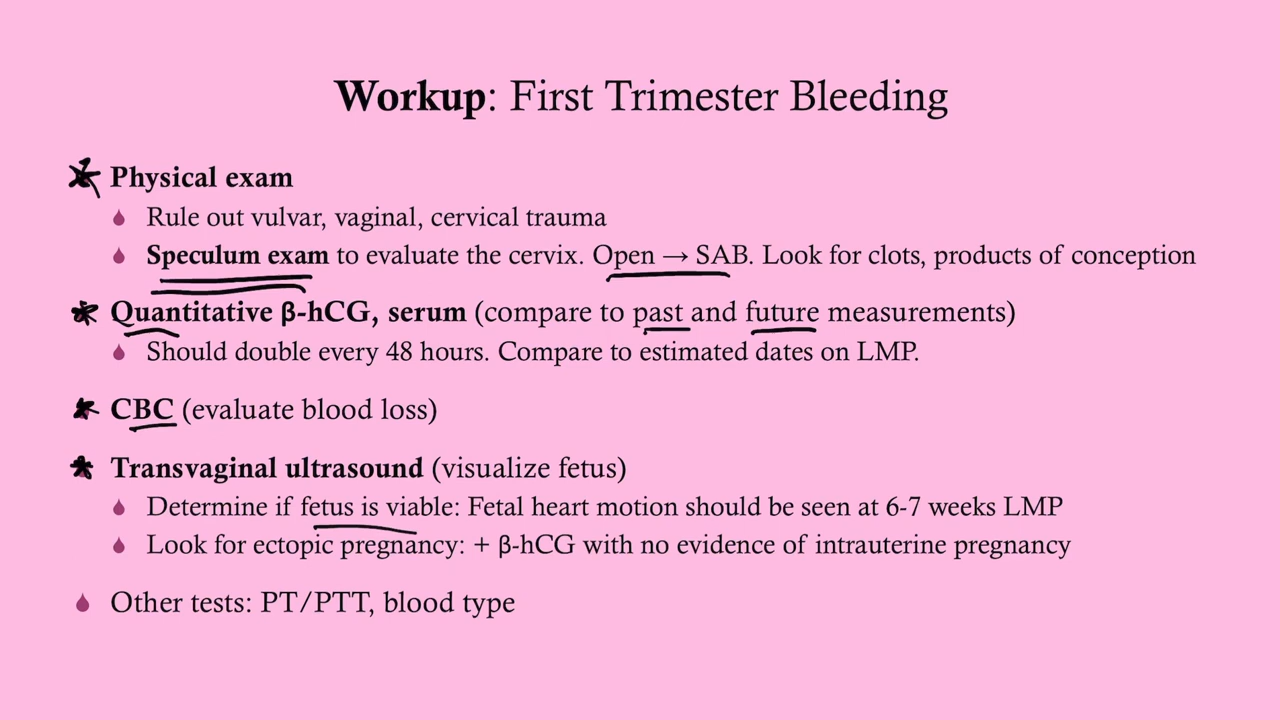 Workup: First Trimester Bleeding
Physical exam
Rule out vulvar, vaginal, cervical trauma
Speculum exam to evaluate the cervix. Open → SAB. Look for clots, products of conception
Quantitative β-hCG, serum (compare to past and future measurements)
Should double every 48 hours. Compare to estimated dates on LMP.
CBC (evaluate blood loss)
Transvaginal ultrasound (visualize fetus)
Determine if fetus is viable: Fetal heart motion should be seen at 6-7 weeks LMP
Look for ectopic pregnancy: + β-hCG with no evidence of intrauterine pregnancy
Other tests: PT/PTT, blood type